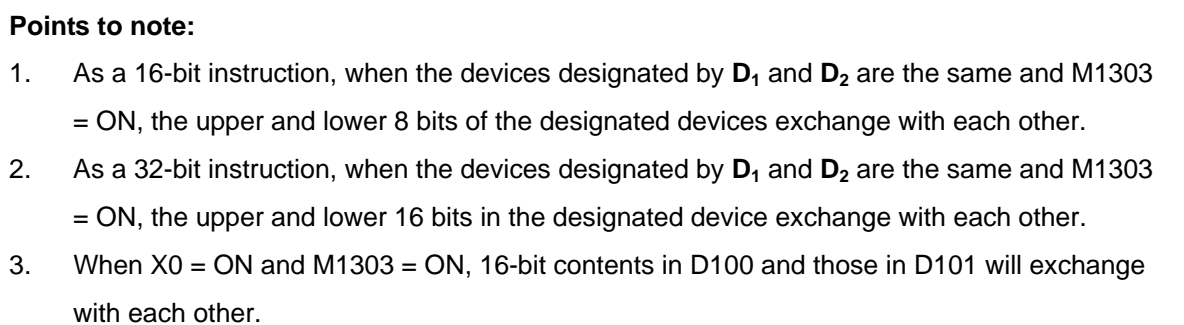 Points to note:
1. As a 16-bit instruction, when the devices designated by D₁ and D₂ are the same and M1303
= ON, the upper and lower 8 bits of the designated devices exchange with each other.
2. As a 32-bit instruction, when the devices designated by D₁ and D₂ are the same and M1303
= ON, the upper and lower 16 bits in the designated device exchange with each other.
3. When X0 = ON and M1303 = ON, 16-bit contents in D100 and those in D101 will exchange
with each other.